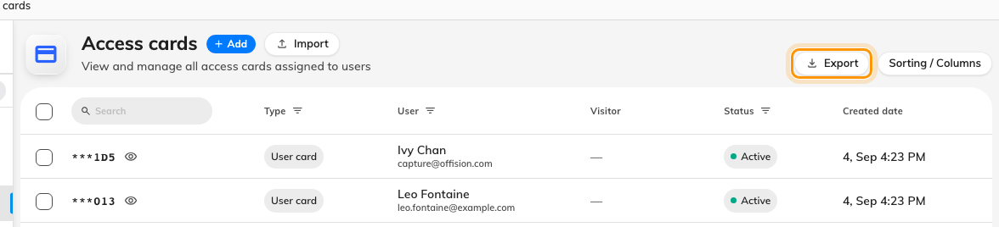 cards
Access cards
+ Add
Import
View and manage all access cards assigned to users
Export
Sorting / Columns
Search
Type
User
Visitor
Status
Created date
***1D5
User card
Ivy Chan
capture@offision.com
—
Active
4, Sep 4:23 PM
***013
User card
Leo Fontaine
leo.fontaine@example.com
—
Active
4, Sep 4:23 PM